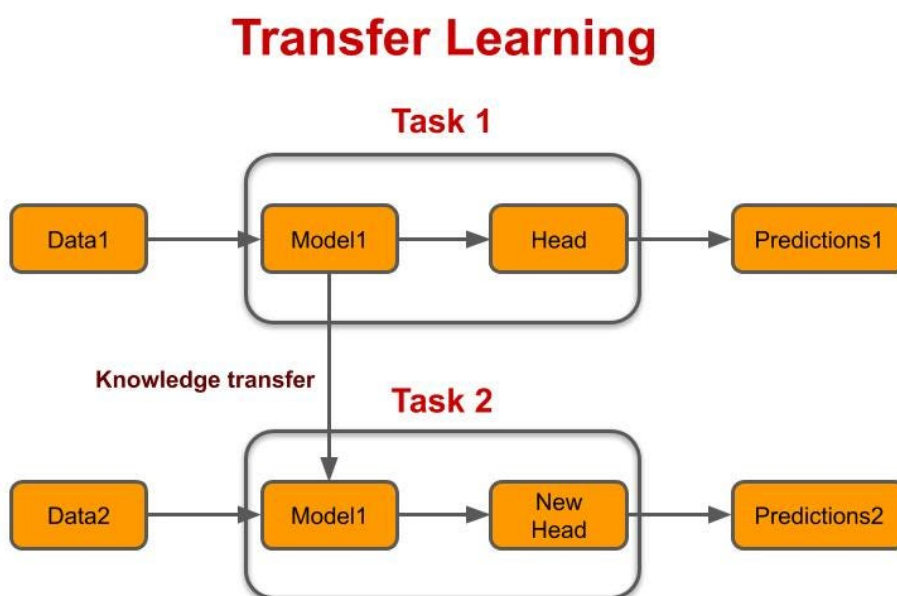 Transfer Learning
Task 1
Data1
Model1
Head
Predictions1
Knowledge transfer
Task 2
Data2
Model1
New
Head
Predictions2